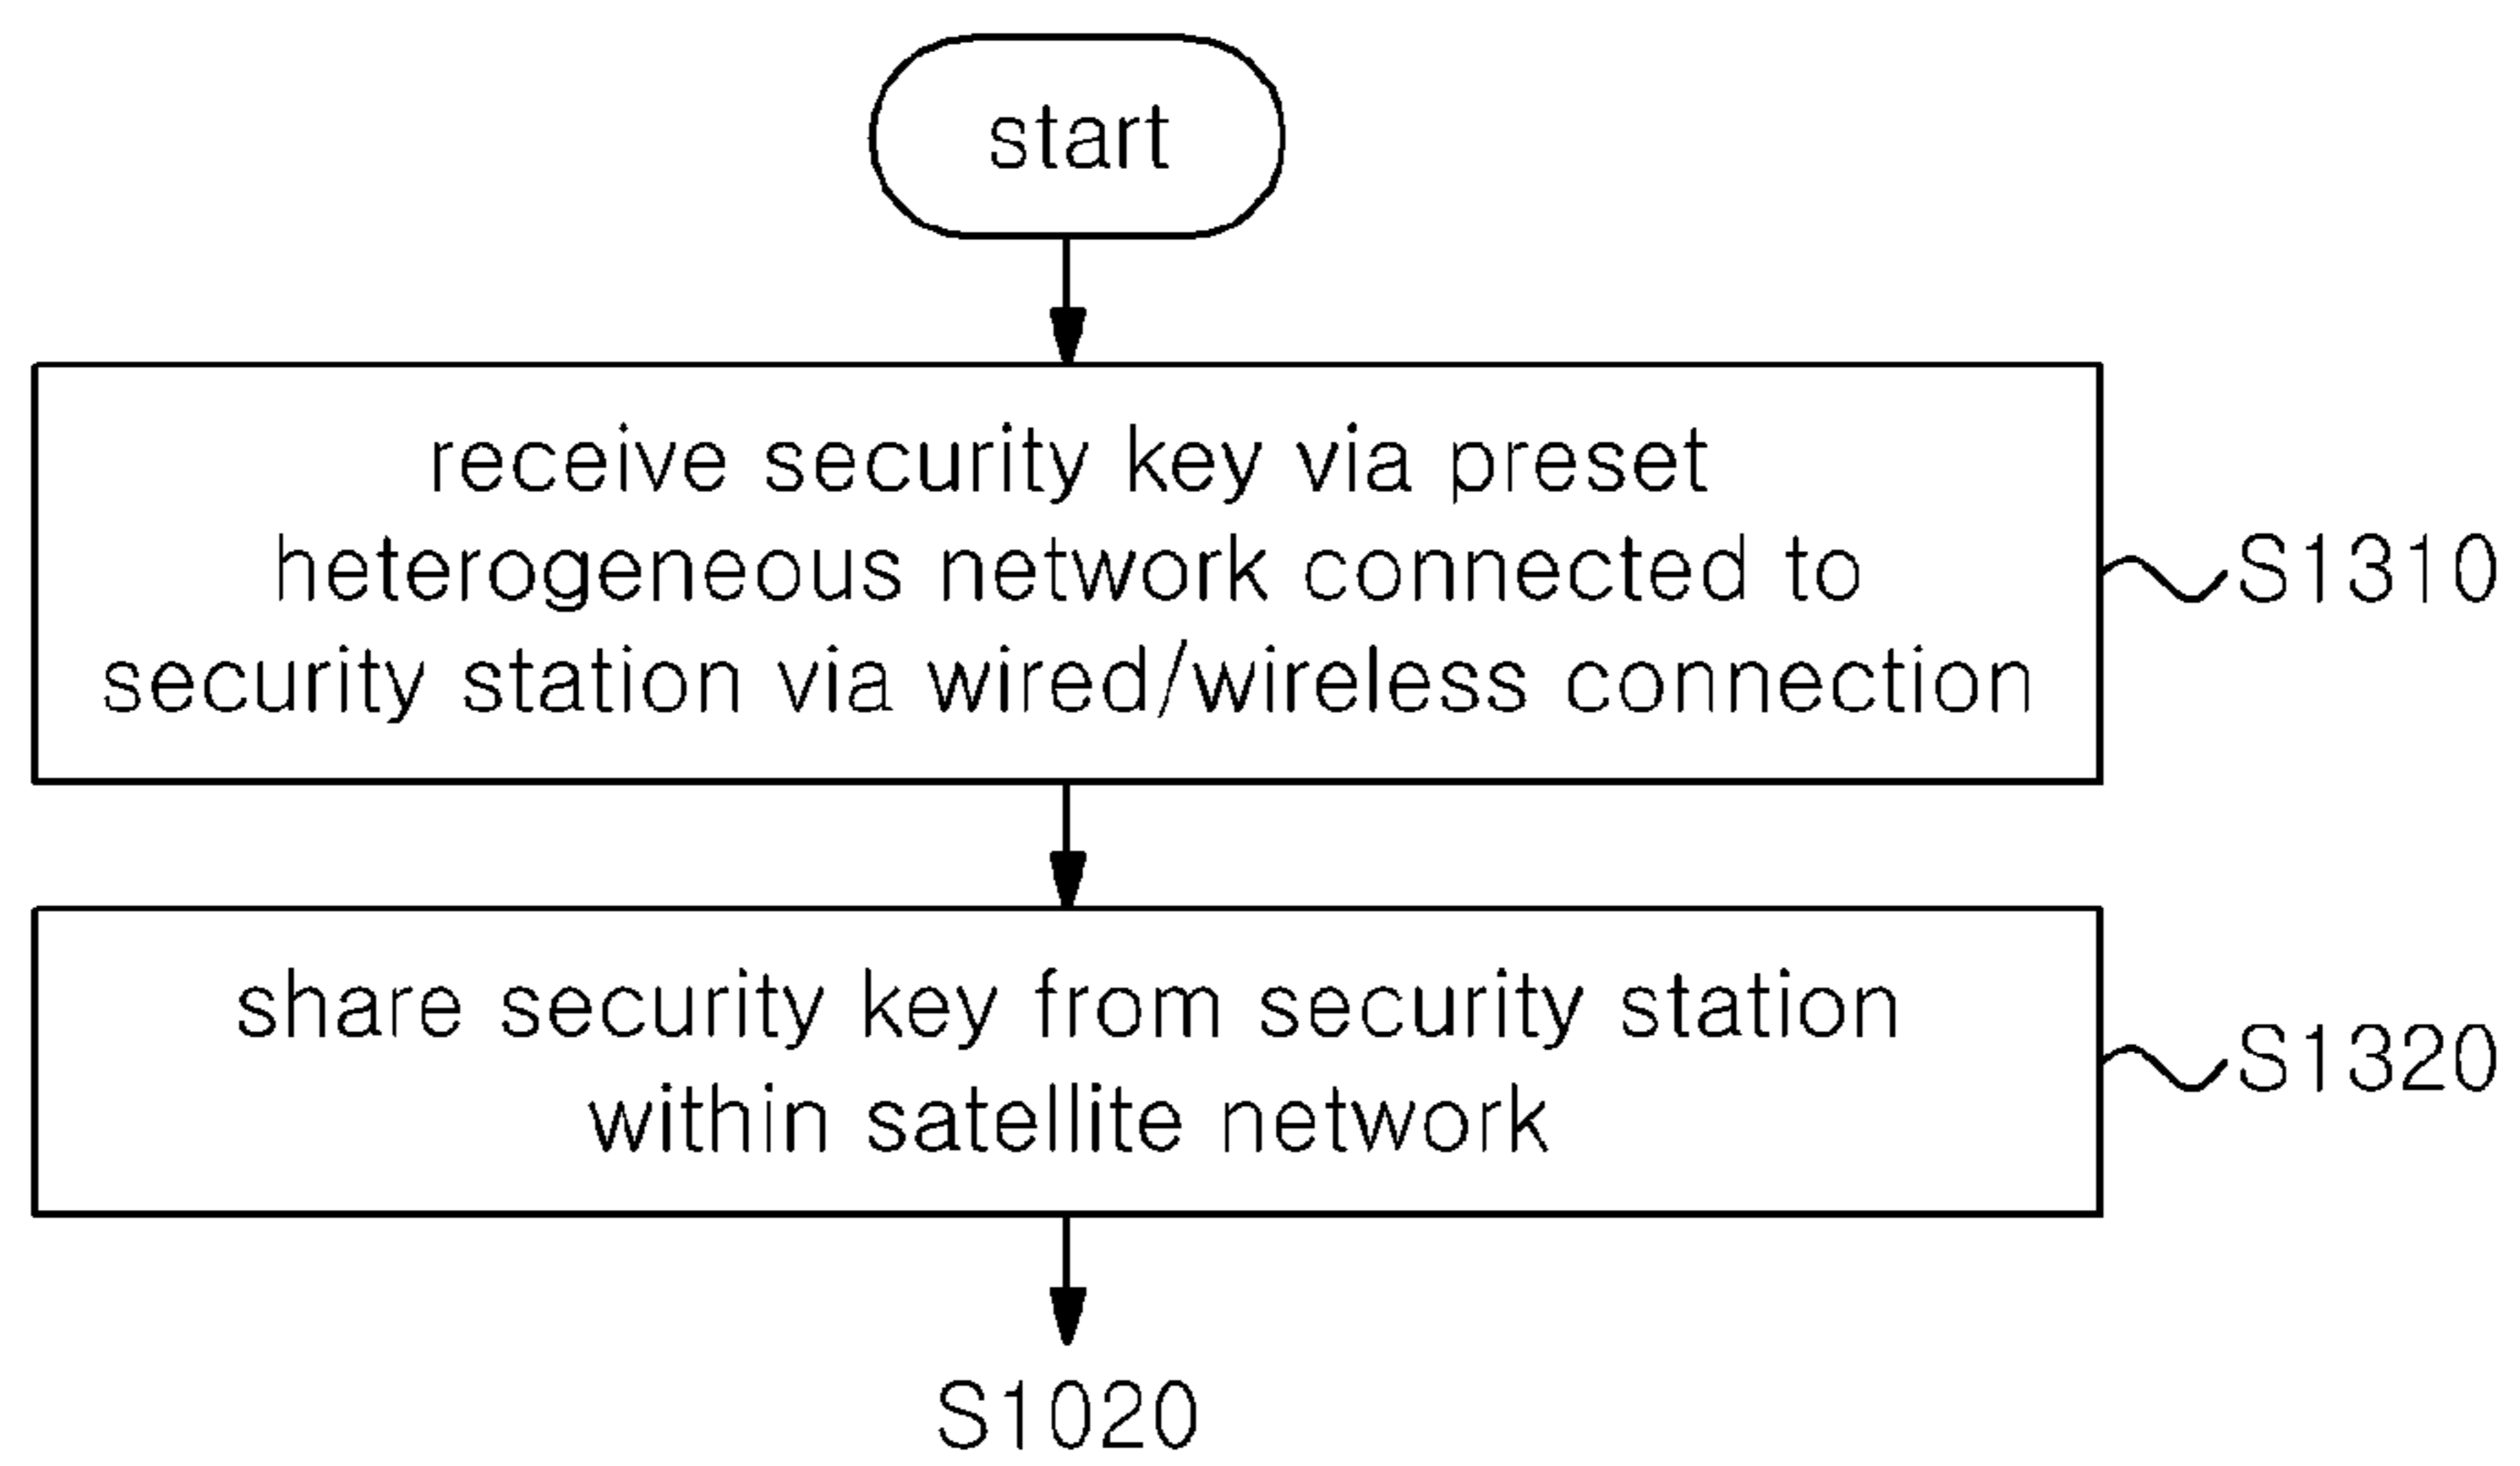 start
receive security key via preset
heterogeneous network connected to
security station via wired/wireless connection
S1310
share security key from security station
within satellite network
S1320
S1020